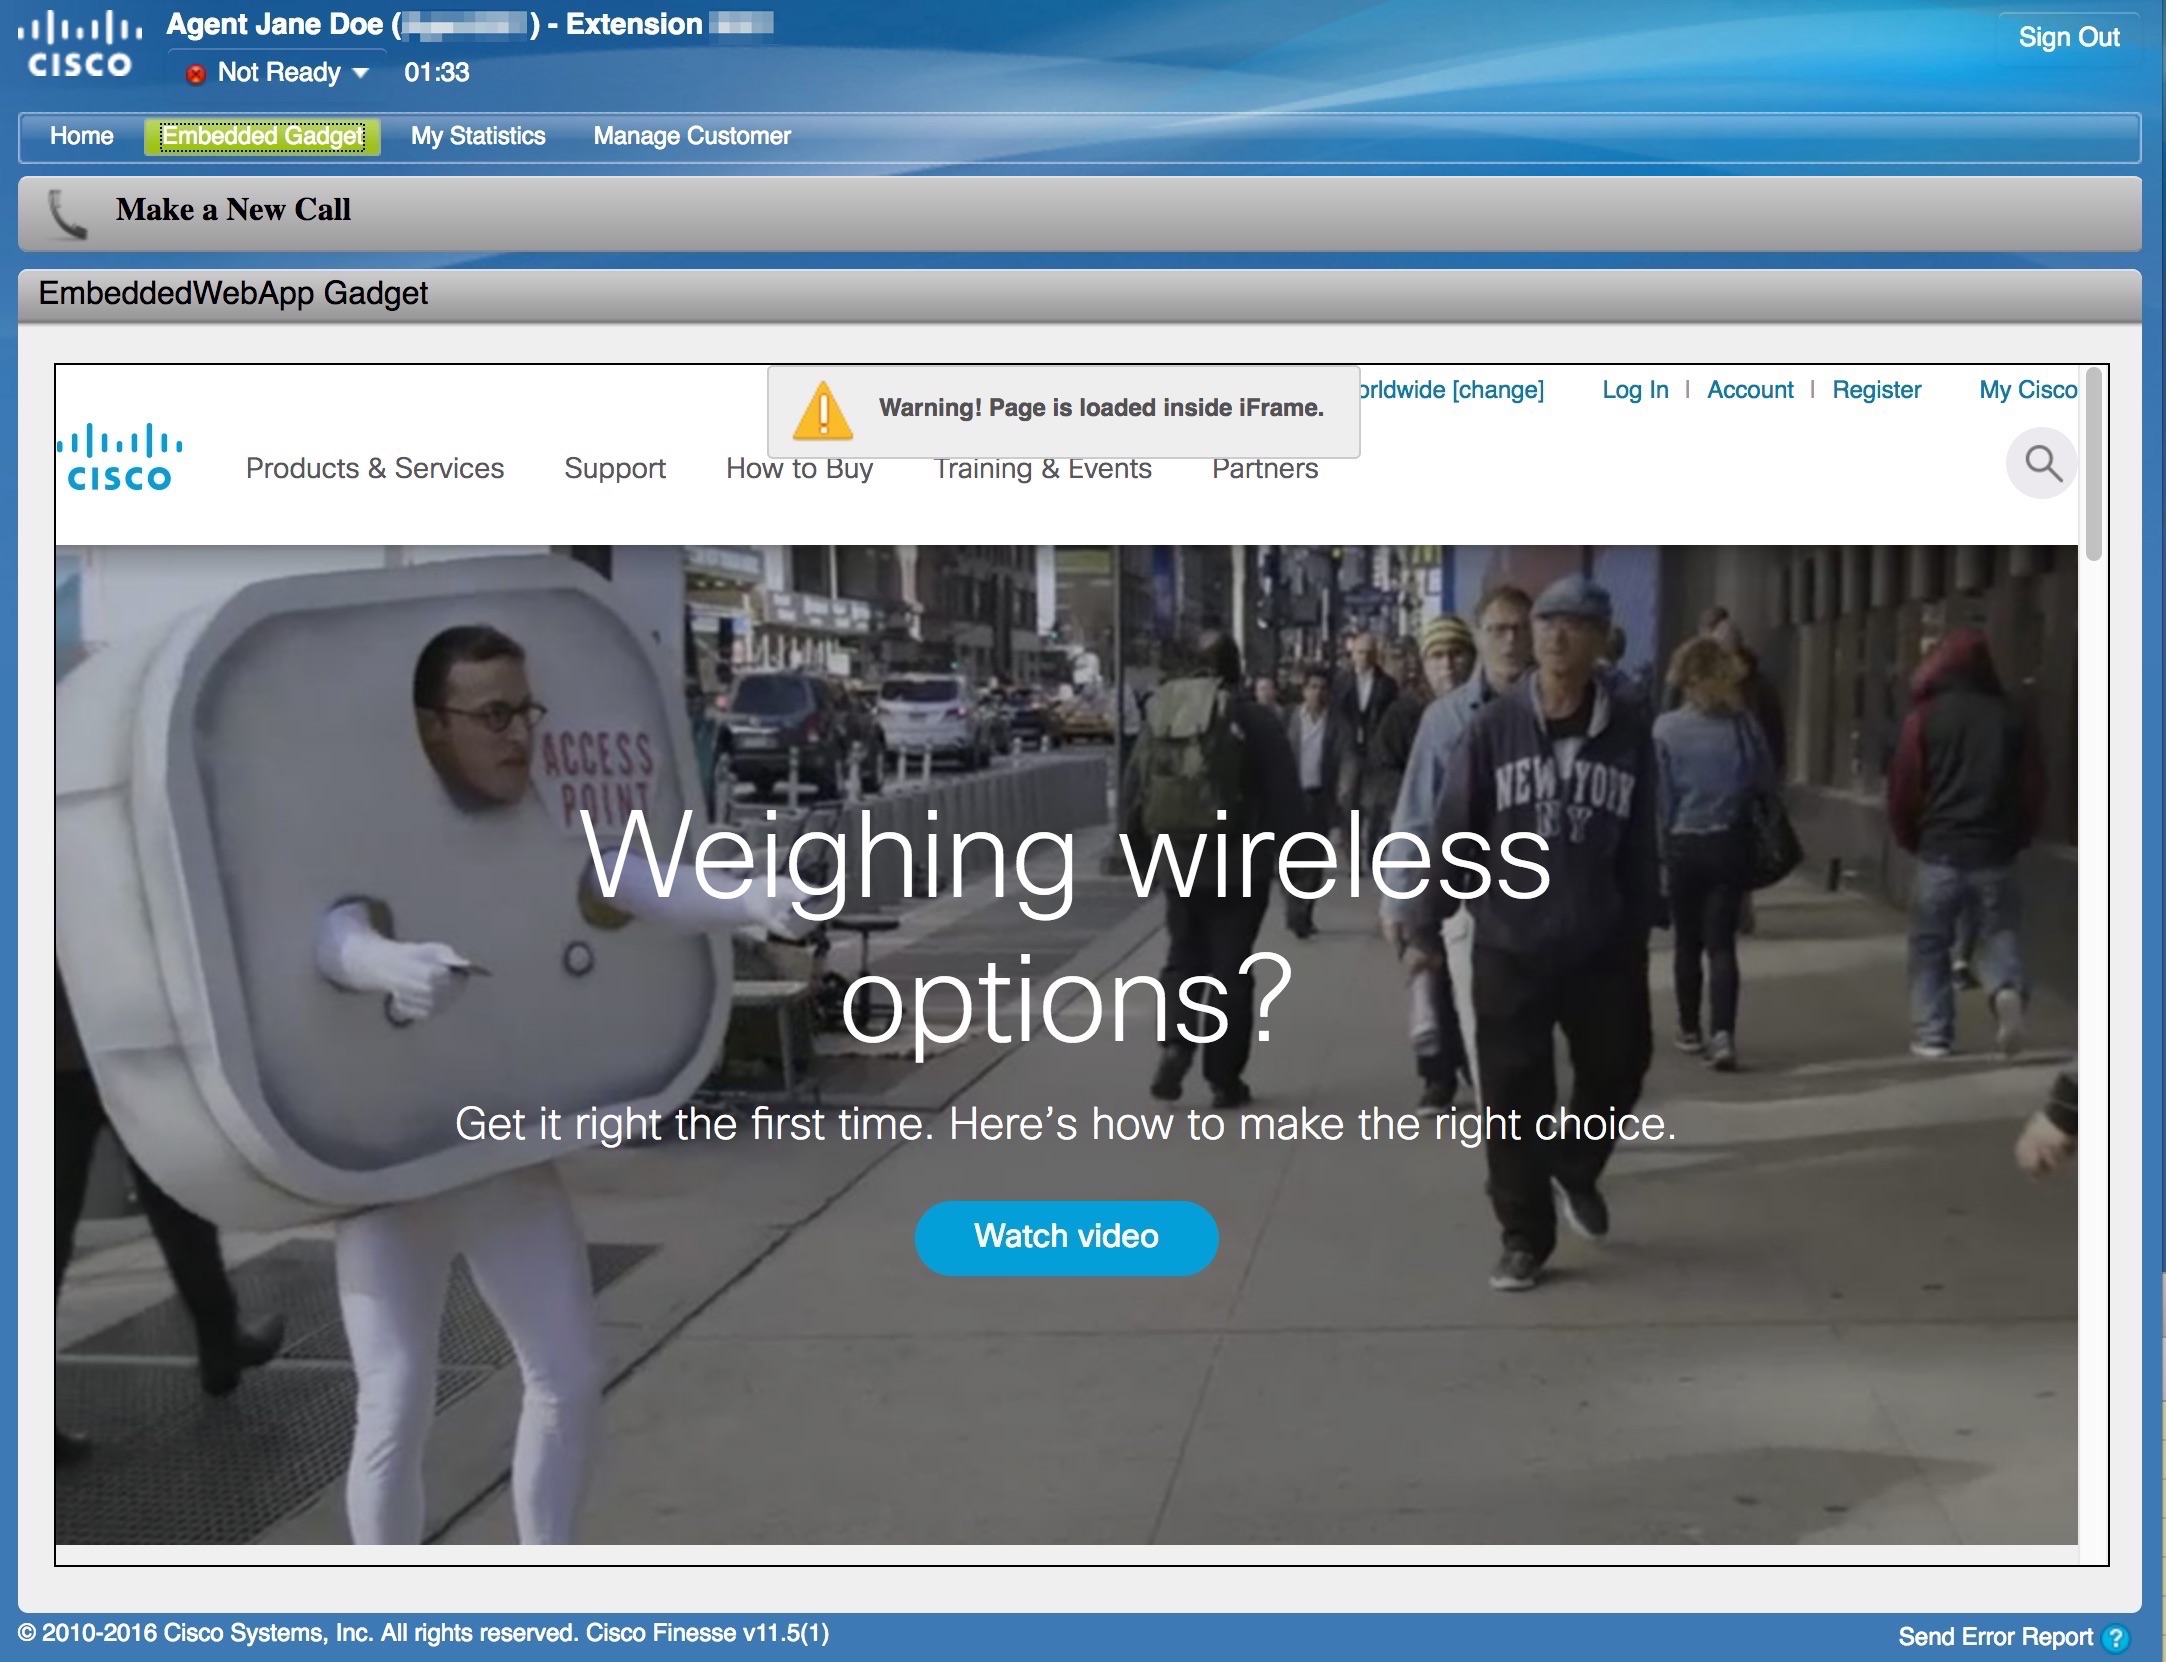 CISCO
Agent Jane Doe ( ) - Extension
Not Ready 01:33
Sign Out
Home Embedded Gadget My Statistics Manage Customer
Make a New Call
EmbeddedWebApp Gadget
Warning! Page is loaded inside iFrame.
orldwide [change] Log In | Account | Register My Cisco
CISCO
Products & Services Support How to Buy Training & Events Partners
ACCESS
POINT
NEW YORK
NY
Weighing wireless
options?
Get it right the first time. Here’s how to make the right choice.
Watch video
© 2010-2016 Cisco Systems, Inc. All rights reserved. Cisco Finesse v11.5(1)
Send Error Report ?